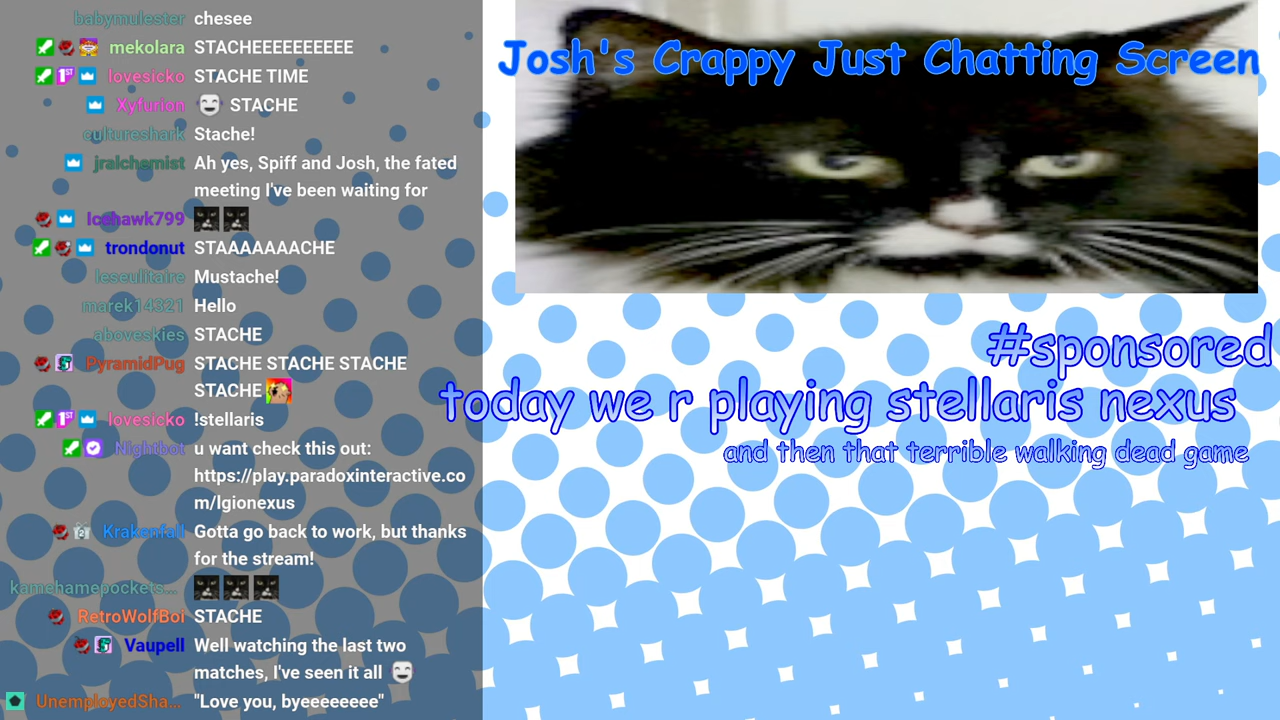 babymulester chesee
mekolara STACHEEEEEEEEEE
lovesicko STACHE TIME
Xyfurion STACHE
cultureshark Stache!
jralchemist Ah yes, Spiff and Josh, the fated
meeting I've been waiting for
Icehawk799
trondonut STAAAAAAACHE
leseulitaire Mustache!
marek14321 Hello
aboveskies STACHE
PyramidPug STACHE STACHE STACHE
STACHE
lovesicko !stellaris
Nightbot u want check this out:
https://play.paradoxinteractive.co
m/lgionexus
Krakenfall Gotta go back to work, but thanks
for the stream!
kamehamepockets...
RetroWolfBoi STACHE
Vaupell Well watching the last two
matches, I've seen it all
UnemployedSha... "Love you, byeeeeeeee"
Josh's Crappy Just Chatting Screen
#sponsored
today we r playing stellaris nexus
and then that terrible walking dead game